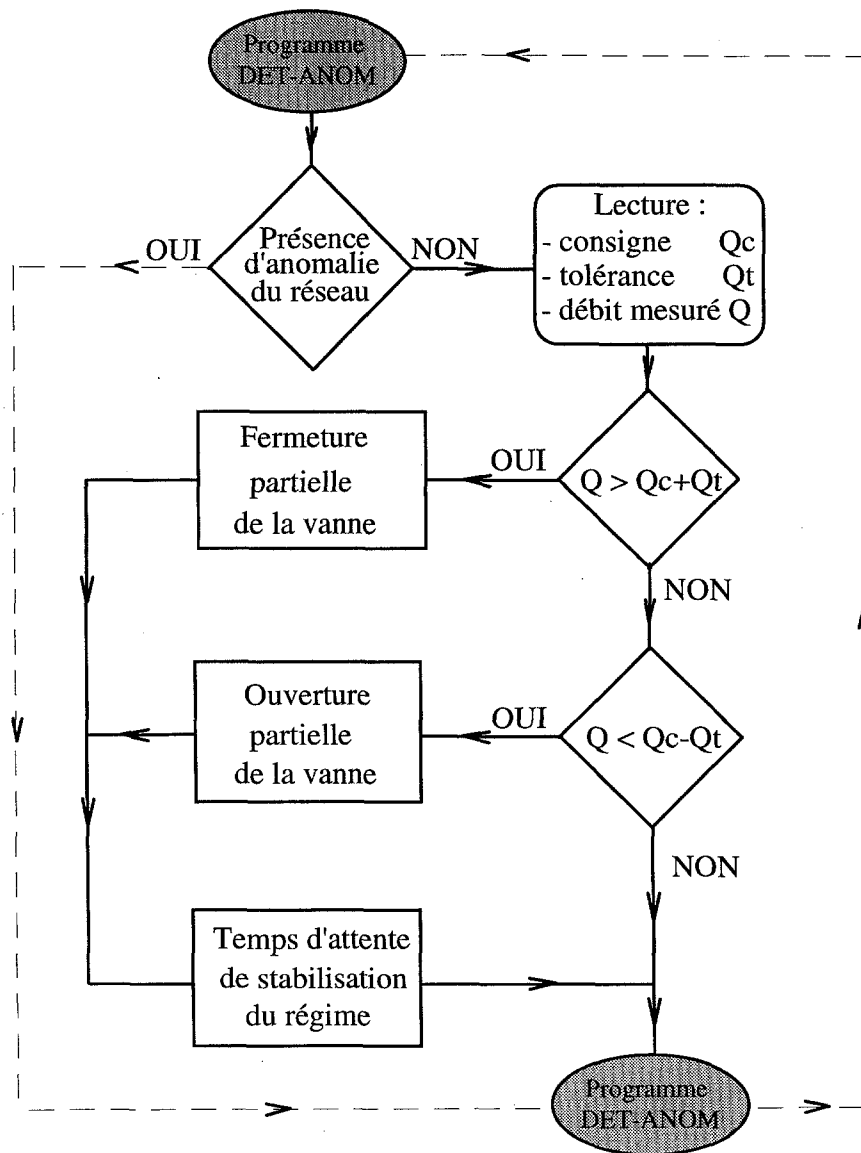 Programme
DET-ANOM
OUI
Présence
d'anomalie
du réseau
NON
Lecture :
- consigne Qc
- tolérance Qt
- débit mesuré Q
Fermeture
partielle
de la vanne
OUI
Q > Qc+Qt
NON
Ouverture
partielle
de la vanne
OUI
Q < Qc-Qt
NON
Temps d'attente
de stabilisation
du régime
Programme
DET-ANOM